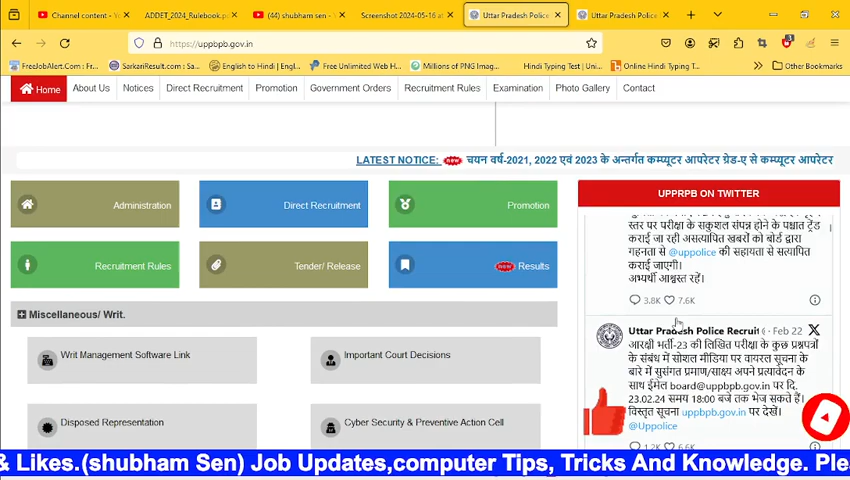 Channel content - Y
ADDET_2024_Rulebook.p
(44) shubham sen - Y
Screenshot 2024-05-16 at
Uttar Pradesh Police
Uttar Pradesh Police
https://uppbpb.gov.in
FreeJobAlert.Com : Fr...
SarkariResult.com : Sa...
English to Hindi | Engl...
Free Unlimited Web H...
Millions of PNG Imag...
Hindi Typing Test | Uni...
Online Hindi Typing T...
Other Bookmarks
Home About Us Notices Direct Recruitment Promotion Government Orders Recruitment Rules Examination Photo Gallery Contact
LATEST NOTICE: new चयन वर्ष-2021, 2022 एवं 2023 के अन्तर्गत कम्प्यूटर आपरेटर ग्रेड-ए से कम्प्यूटर आपरेटर
Administration
Direct Recruitment
Promotion
Recruitment Rules
Tender/ Release
new Results
Miscellaneous/ Writ.
Writ Management Software Link
Important Court Decisions
Disposed Representation
Cyber Security & Preventive Action Cell
UPPRPB ON TWITTER
स्तर पर परीक्षा के सकुशल संपन्न होने के पश्चात ट्रेंड
कराई जा रही असत्यापित खबरों को बोर्ड द्वारा
गहनता से @uppolice की सहायता से सत्यापित
कराई जाएगी।
अभ्यर्थी आश्वस्त रहें।
3.8K 7.6K
Uttar Pradesh Police Recruit · Feb 22
आरक्षी भर्ती-23 की लिखित परीक्षा के कुछ प्रश्नपत्रों
के संबंध में सोशल मीडिया पर वायरल सूचना के
बारे में सुसंगत प्रमाण/साक्ष्य अपने प्रत्यावेदन के
साथ ईमेल board@uppbpb.gov.in पर दि.
23.02.24 समय 18:00 बजे तक भेज सकते हैं।
विस्तृत सूचना uppbpb.gov.in पर देखें।
@Uppolice
1.2K 6.6K
& Likes.(shubham Sen) Job Updates,computer Tips, Tricks And Knowledge. Ple